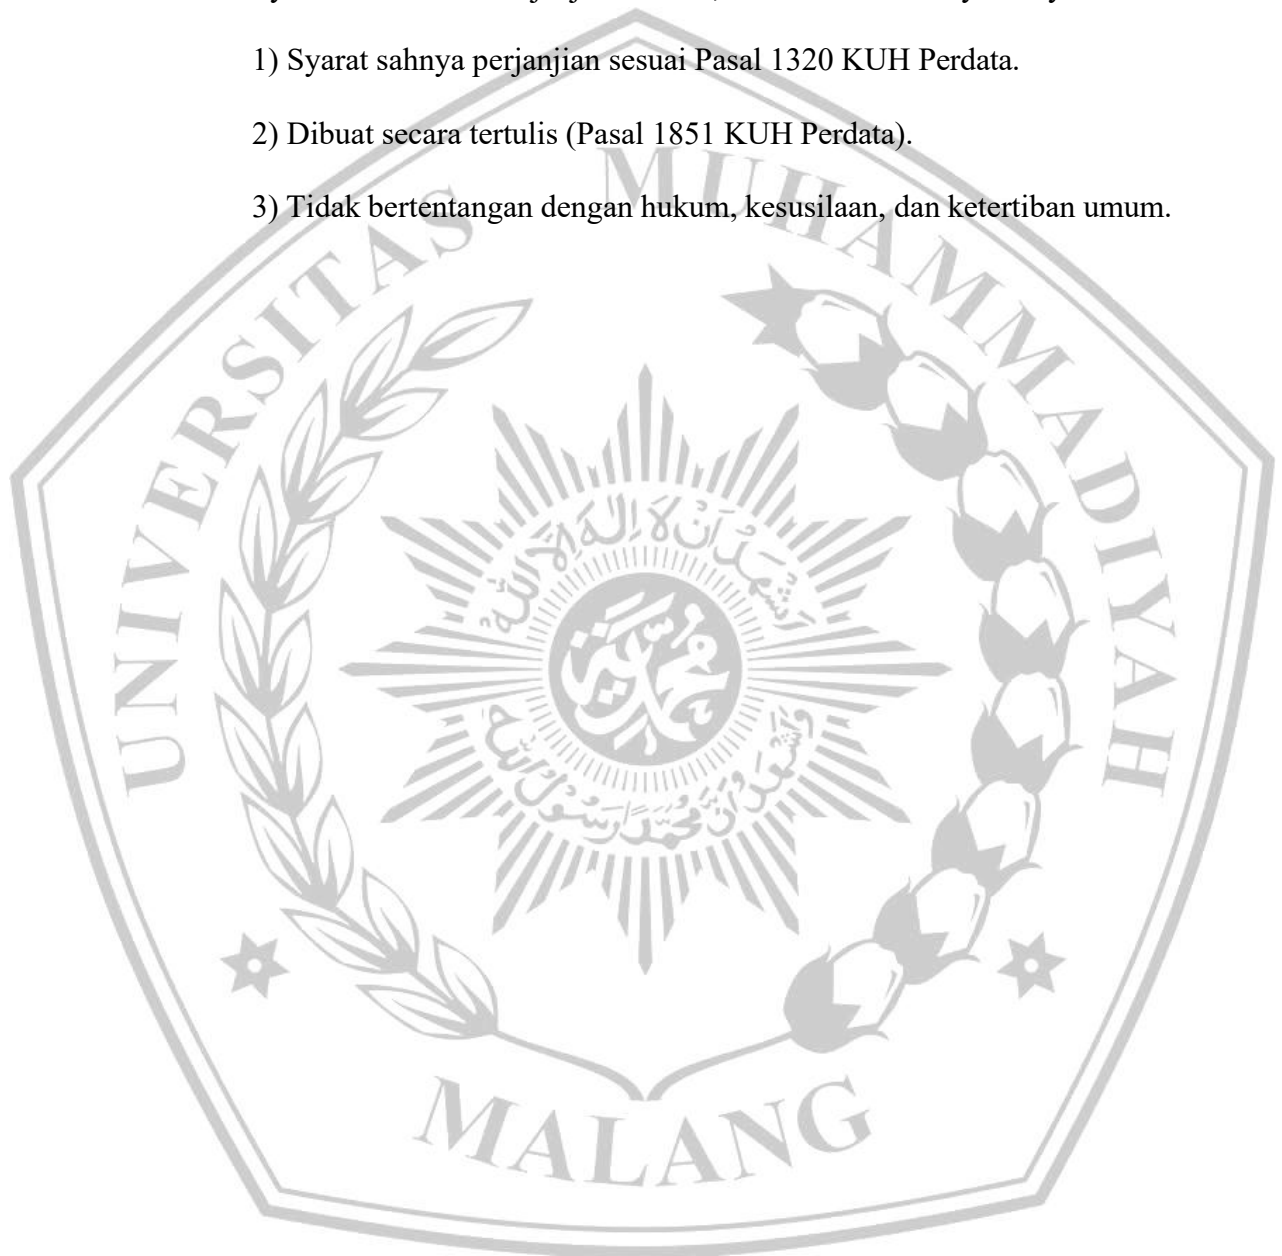 1) Syarat sahnya perjanjian sesuai Pasal 1320 KUH Perdata.
2) Dibuat secara tertulis (Pasal 1851 KUH Perdata).
3) Tidak bertentangan dengan hukum, kesusilaan, dan ketertiban umum.
UNIVERSITAS MUHAMMADIYAH
MALANG